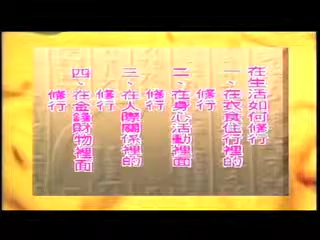 在生活如何修行
一、在衣食住行裡的
修行
二、在身心活動裡面
修行
三、在人際關係裡的
修行
四、在金錢財物裡面
修行